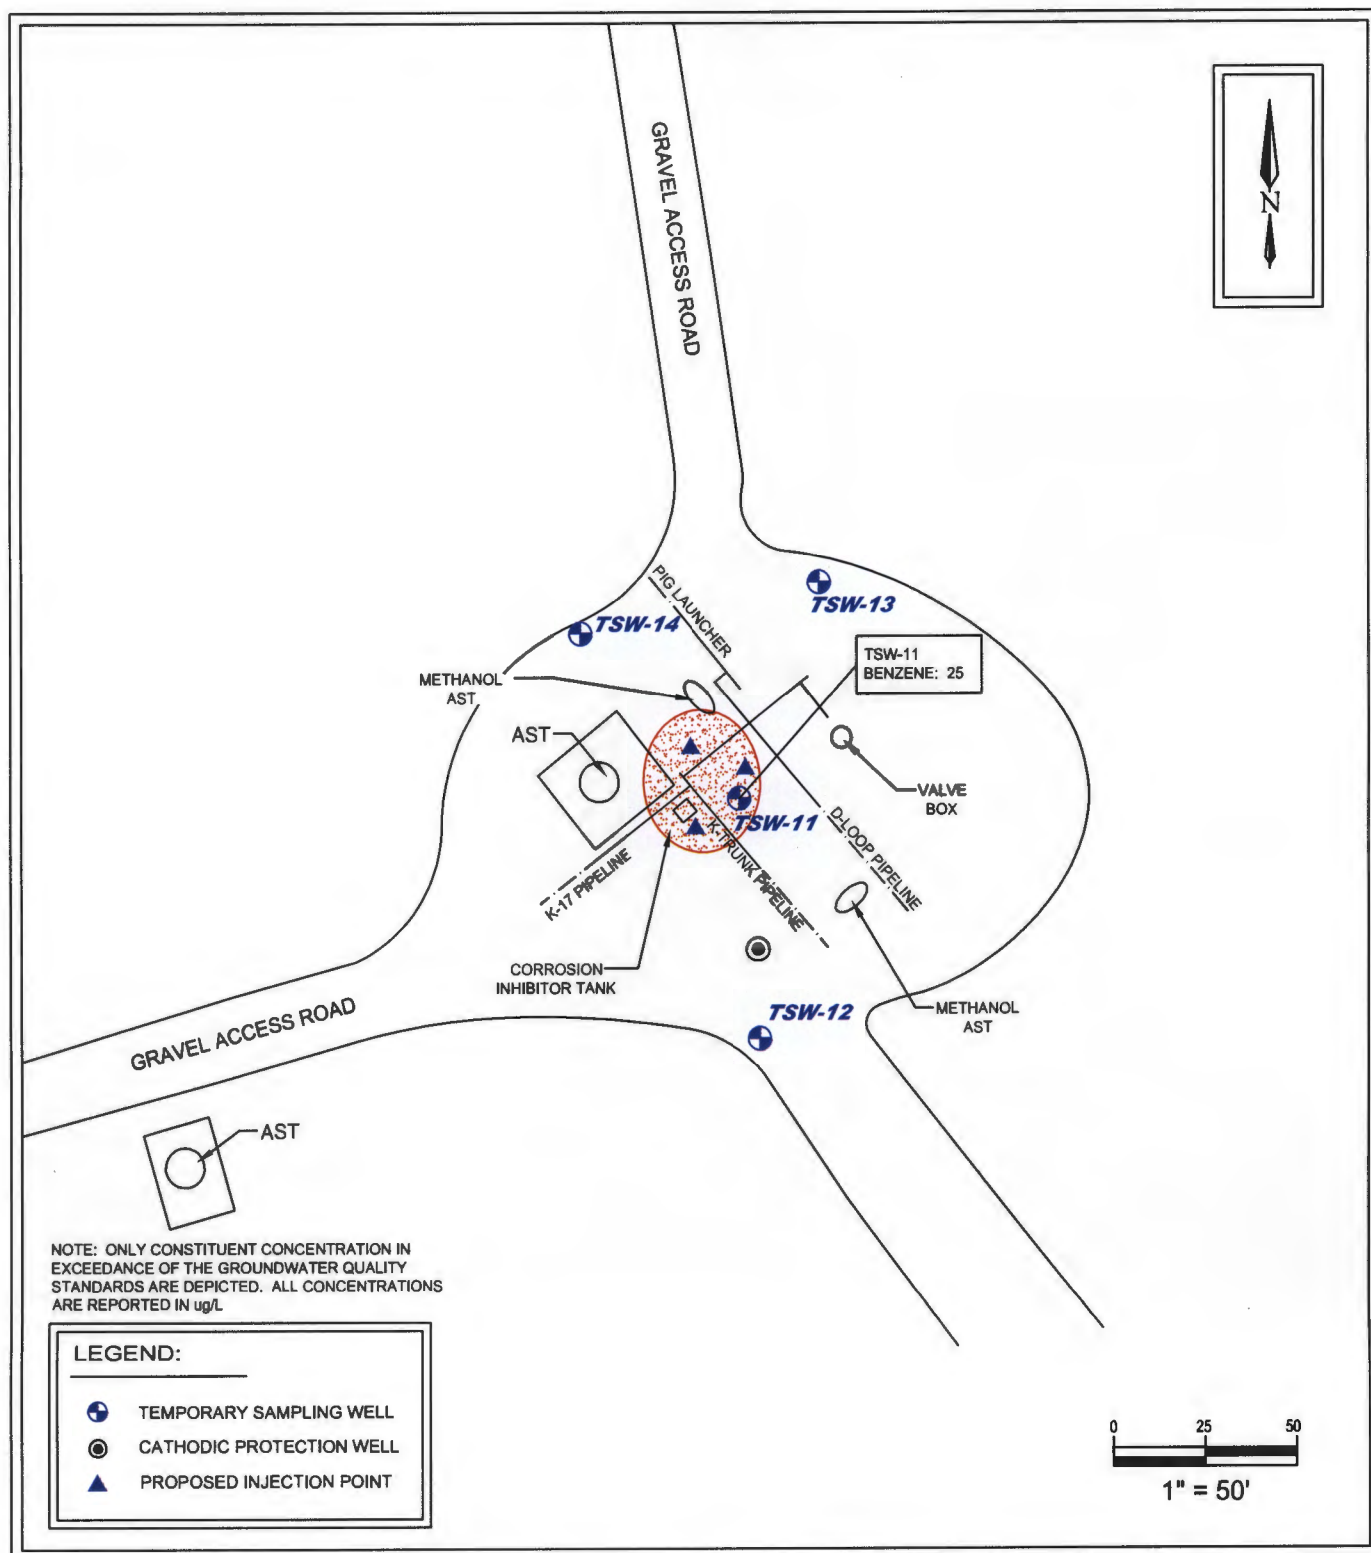 GRAVEL ACCESS ROAD
N
PIG LAUNCHER
TSW-13
TSW-14
TSW-11
BENZENE: 25
METHANOL
AST
AST
VALVE
BOX
TSW-11
D-LOOP PIPELINE
K-TRUNK PIPELINE
K-17 PIPELINE
CORROSION
INHIBITOR TANK
METHANOL
AST
TSW-12
GRAVEL ACCESS ROAD
AST
NOTE: ONLY CONSTITUENT CONCENTRATION IN
EXCEEDANCE OF THE GROUNDWATER QUALITY
STANDARDS ARE DEPICTED. ALL CONCENTRATIONS
ARE REPORTED IN ug/L
LEGEND:
TEMPORARY SAMPLING WELL
CATHODIC PROTECTION WELL
PROPOSED INJECTION POINT
0 25 50
1" = 50'